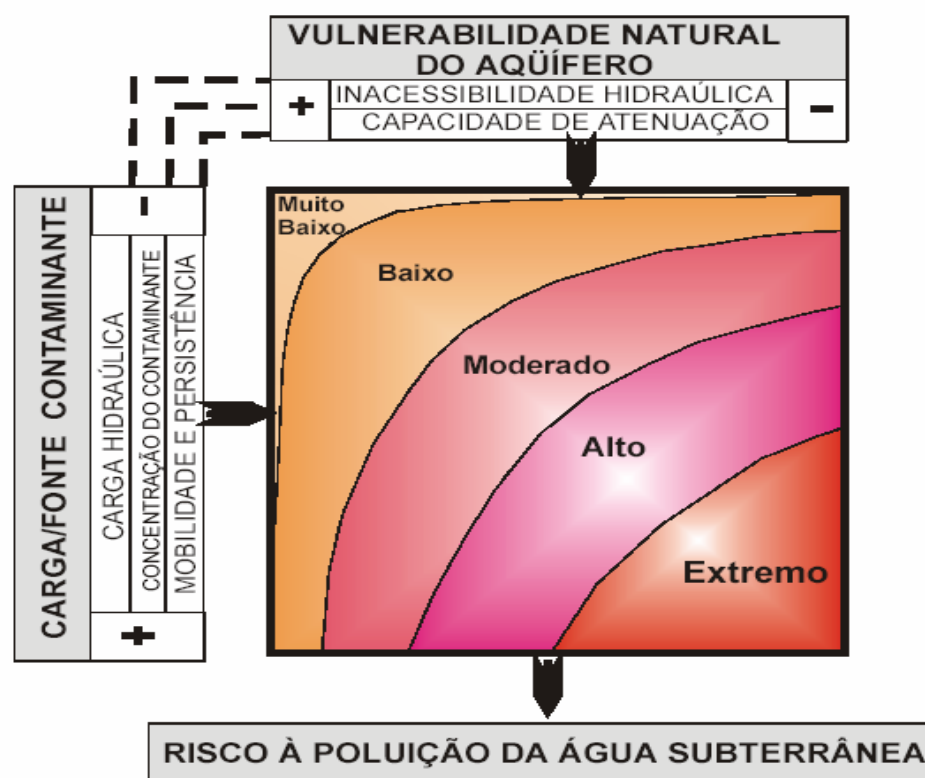 VULNERABILIDADE NATURAL
DO AQÜÍFERO
+
INACESSIBILIDADE HIDRAÚLICA
CAPACIDADE DE ATENUAÇÃO
-
CARGA/FONTE CONTAMINANTE
-
CARGA HIDRAÚLICA
CONCENTRAÇÃO DO CONTAMINANTE
MOBILIDADE E PERSISTÊNCIA
+
Muito
Baixo
Baixo
Moderado
Alto
Extremo
RISCO À POLUIÇÃO DA ÁGUA SUBTERRÂNEA